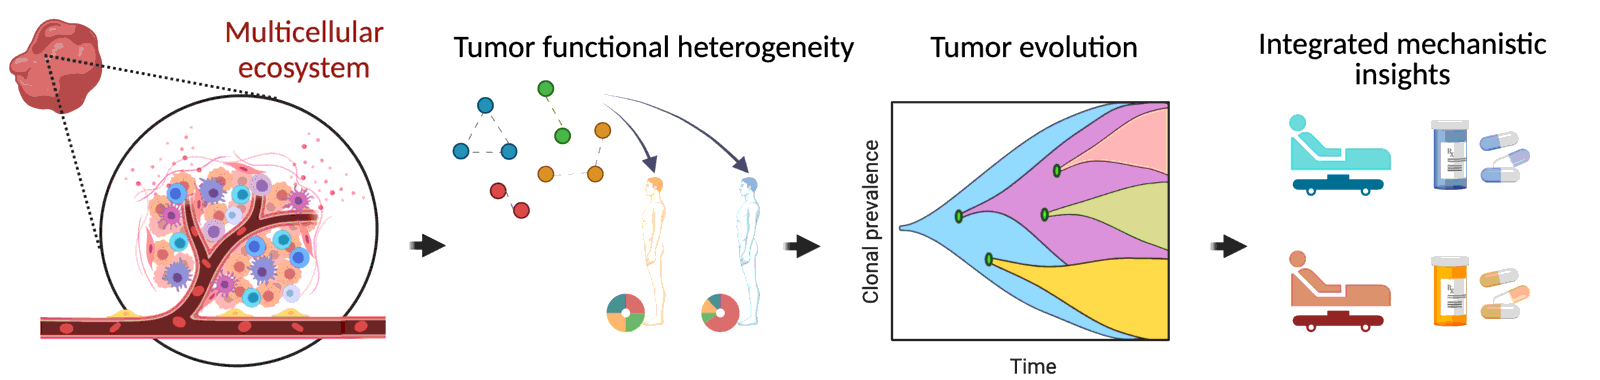 Multicellular
ecosystem
Tumor functional heterogeneity
Tumor evolution
Integrated mechanistic
insights
Clonal prevalence
Time